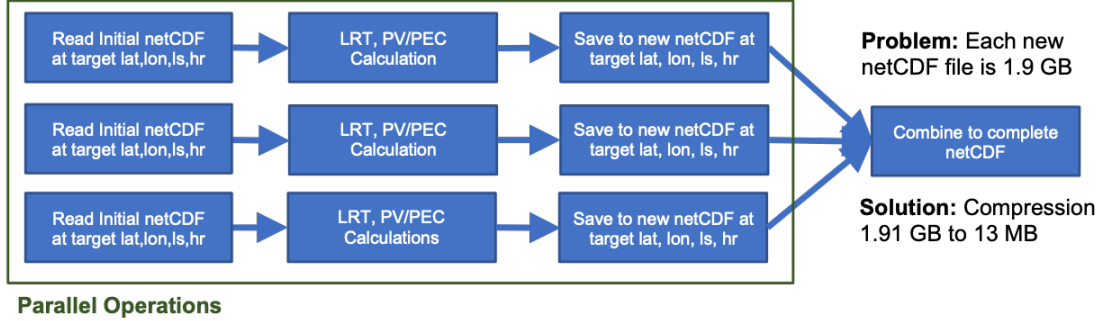 Read Initial netCDF
at target lat,lon,ls,hr
LRT, PV/PEC
Calculation
Save to new netCDF at
target lat, lon, ls, hr
Read Initial netCDF
at target lat,lon,ls,hr
LRT, PV/PEC
Calculation
Save to new netCDF at
target lat, lon, ls, hr
Read Initial netCDF
at target lat,lon,ls,hr
LRT, PV/PEC
Calculations
Save to new netCDF at
target lat, lon, ls, hr
Parallel Operations
Problem: Each new
netCDF file is 1.9 GB
Combine to complete
netCDF
Solution: Compression
1.91 GB to 13 MB